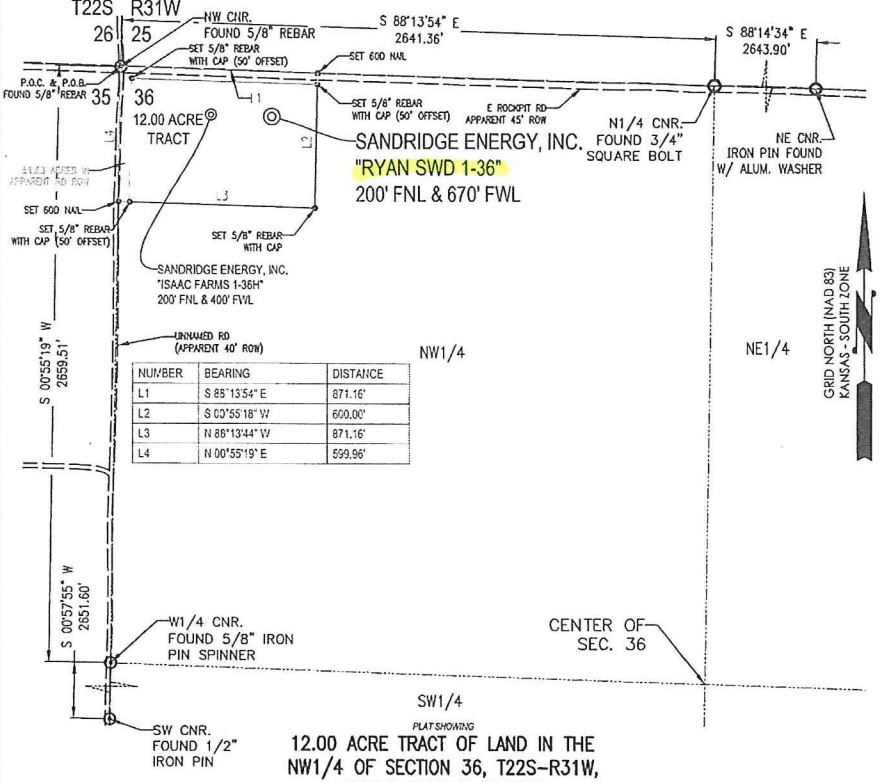 T22S R31W
26 25
35 36
NW CNR.
FOUND 5/8" REBAR
SET 5/8" REBAR
WITH CAP (50' OFFSET)
S 88°13'54" E
2641.36'
S 88°14'34" E
2643.90'
SET 60D NAIL
P.O.C. & P.O.B.
FOUND 5/8" REBAR
L1
12.00 ACRE
TRACT
SET 5/8" REBAR
WITH CAP (50' OFFSET)
E ROCKPIT RD
APPARENT 45' ROW
N1/4 CNR.
FOUND 3/4"
SQUARE BOLT
NE CNR.
IRON PIN FOUND
W/ ALUM. WASHER
SANDRIDGE ENERGY, INC.
"RYAN SWD 1-36"
200' FNL & 670' FWL
L4
L2
ACRES IN
APPARENT RD ROW
L3
SET 60D NAIL
SET 5/8" REBAR
WITH CAP (50' OFFSET)
SET 5/8" REBAR
WITH CAP
SANDRIDGE ENERGY, INC.
"ISAAC FARMS 1-36H"
200' FNL & 400' FWL
UNNAMED RD
(APPARENT 40' ROW)
S 00°55'19" W
2659.51'
NW1/4
NE1/4
GRID NORTH (NAD 83)
KANSAS - SOUTH ZONE
N
NUMBER BEARING DISTANCE
L1 S 88°13'54" E 871.16'
L2 S 00°55'18" W 600.00'
L3 N 88°13'44" W 871.16'
L4 N 00°55'19" E 599.96'
S 00°57'55" W
2651.60'
W1/4 CNR.
FOUND 5/8" IRON
PIN SPINNER
CENTER OF
SEC. 36
SW1/4
SW CNR.
FOUND 1/2"
IRON PIN
PLAT SHOWING
12.00 ACRE TRACT OF LAND IN THE
NW1/4 OF SECTION 36, T22S-R31W,